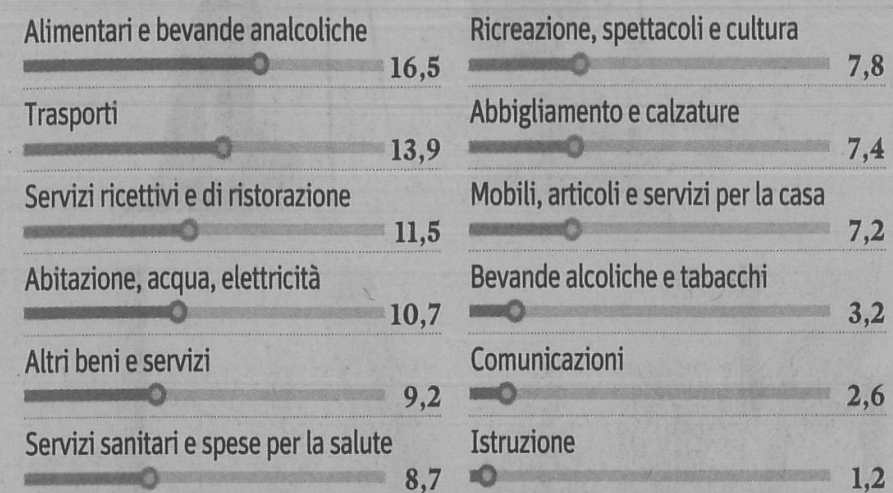 Alimentari e bevande analcoliche
16,5
Trasporti
13,9
Servizi ricettivi e di ristorazione
11,5
Abitazione, acqua, elettricità
10,7
Altri beni e servizi
9,2
Servizi sanitari e spese per la salute
8,7
Ricreazione, spettacoli e cultura
7,8
Abbigliamento e calzature
7,4
Mobili, articoli e servizi per la casa
7,2
Bevande alcoliche e tabacchi
3,2
Comunicazioni
2,6
Istruzione
1,2